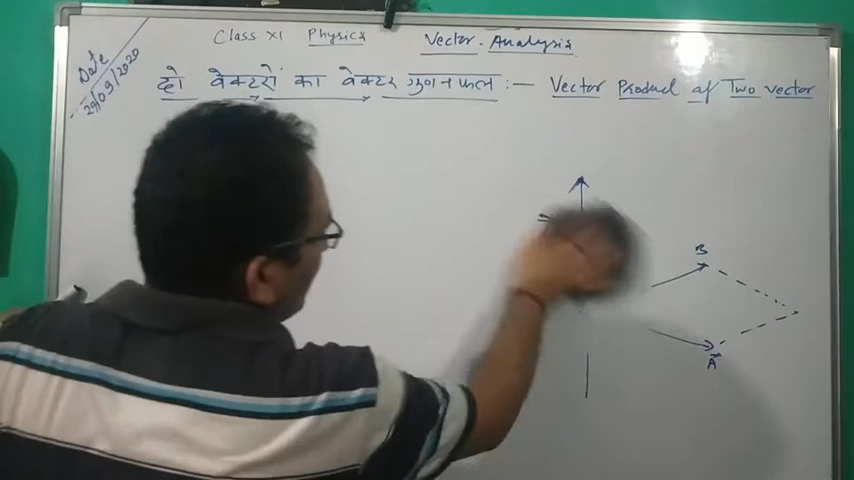 Class XI Physics Vector Analysis
Date
29/09/2020
दो वेक्टरों का वेक्टर गुणनफल :- Vector Product of Two vector
B
A